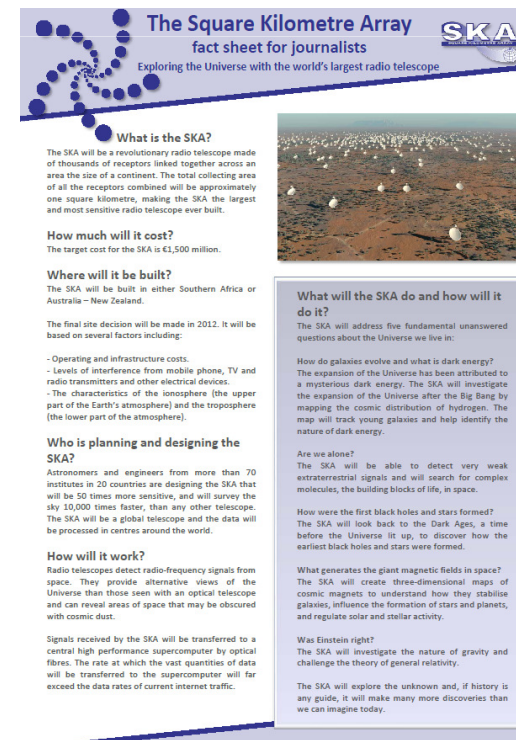 The Square Kilometre Array
fact sheet for journalists
Exploring the Universe with the world's largest radio telescope
SKA
SQUARE KILOMETRE ARRAY
What is the SKA?
The SKA will be a revolutionary radio telescope made
of thousands of receptors linked together across an
area the size of a continent. The total collecting area
of all the receptors combined will be approximately
one square kilometre, making the SKA the largest
and most sensitive radio telescope ever built.
How much will it cost?
The target cost for the SKA is €1,500 million.
Where will it be built?
The SKA will be built in either Southern Africa or
Australia – New Zealand.
The final site decision will be made in 2012. It will be
based on several factors including:
- Operating and infrastructure costs.
- Levels of interference from mobile phone, TV and
radio transmitters and other electrical devices.
- The characteristics of the ionosphere (the upper
part of the Earth's atmosphere) and the troposphere
(the lower part of the atmosphere).
Who is planning and designing the
SKA?
Astronomers and engineers from more than 70
institutes in 20 countries are designing the SKA that
will be 50 times more sensitive, and will survey the
sky 10,000 times faster, than any other telescope.
The SKA will be a global telescope and the data will
be processed in centres around the world.
How will it work?
Radio telescopes detect radio-frequency signals from
space. They provide alternative views of the
Universe than those seen with an optical telescope
and can reveal areas of space that may be obscured
with cosmic dust.
Signals received by the SKA will be transferred to a
central high performance supercomputer by optical
fibres. The rate at which the vast quantities of data
will be transferred to the supercomputer will far
exceed the data rates of current internet traffic.
What will the SKA do and how will it
do it?
The SKA will address five fundamental unanswered
questions about the Universe we live in:
How do galaxies evolve and what is dark energy?
The expansion of the Universe has been attributed to
a mysterious dark energy. The SKA will investigate
the expansion of the Universe after the Big Bang by
mapping the cosmic distribution of hydrogen. The
map will track young galaxies and help identify the
nature of dark energy.
Are we alone?
The SKA will be able to detect very weak
extraterrestrial signals and will search for complex
molecules, the building blocks of life, in space.
How were the first black holes and stars formed?
The SKA will look back to the Dark Ages, a time
before the Universe lit up, to discover how the
earliest black holes and stars were formed.
What generates the giant magnetic fields in space?
The SKA will create three-dimensional maps of
cosmic magnets to understand how they stabilise
galaxies, influence the formation of stars and planets,
and regulate solar and stellar activity.
Was Einstein right?
The SKA will investigate the nature of gravity and
challenge the theory of general relativity.
The SKA will explore the unknown and, if history is
any guide, it will make many more discoveries than
we can imagine today.